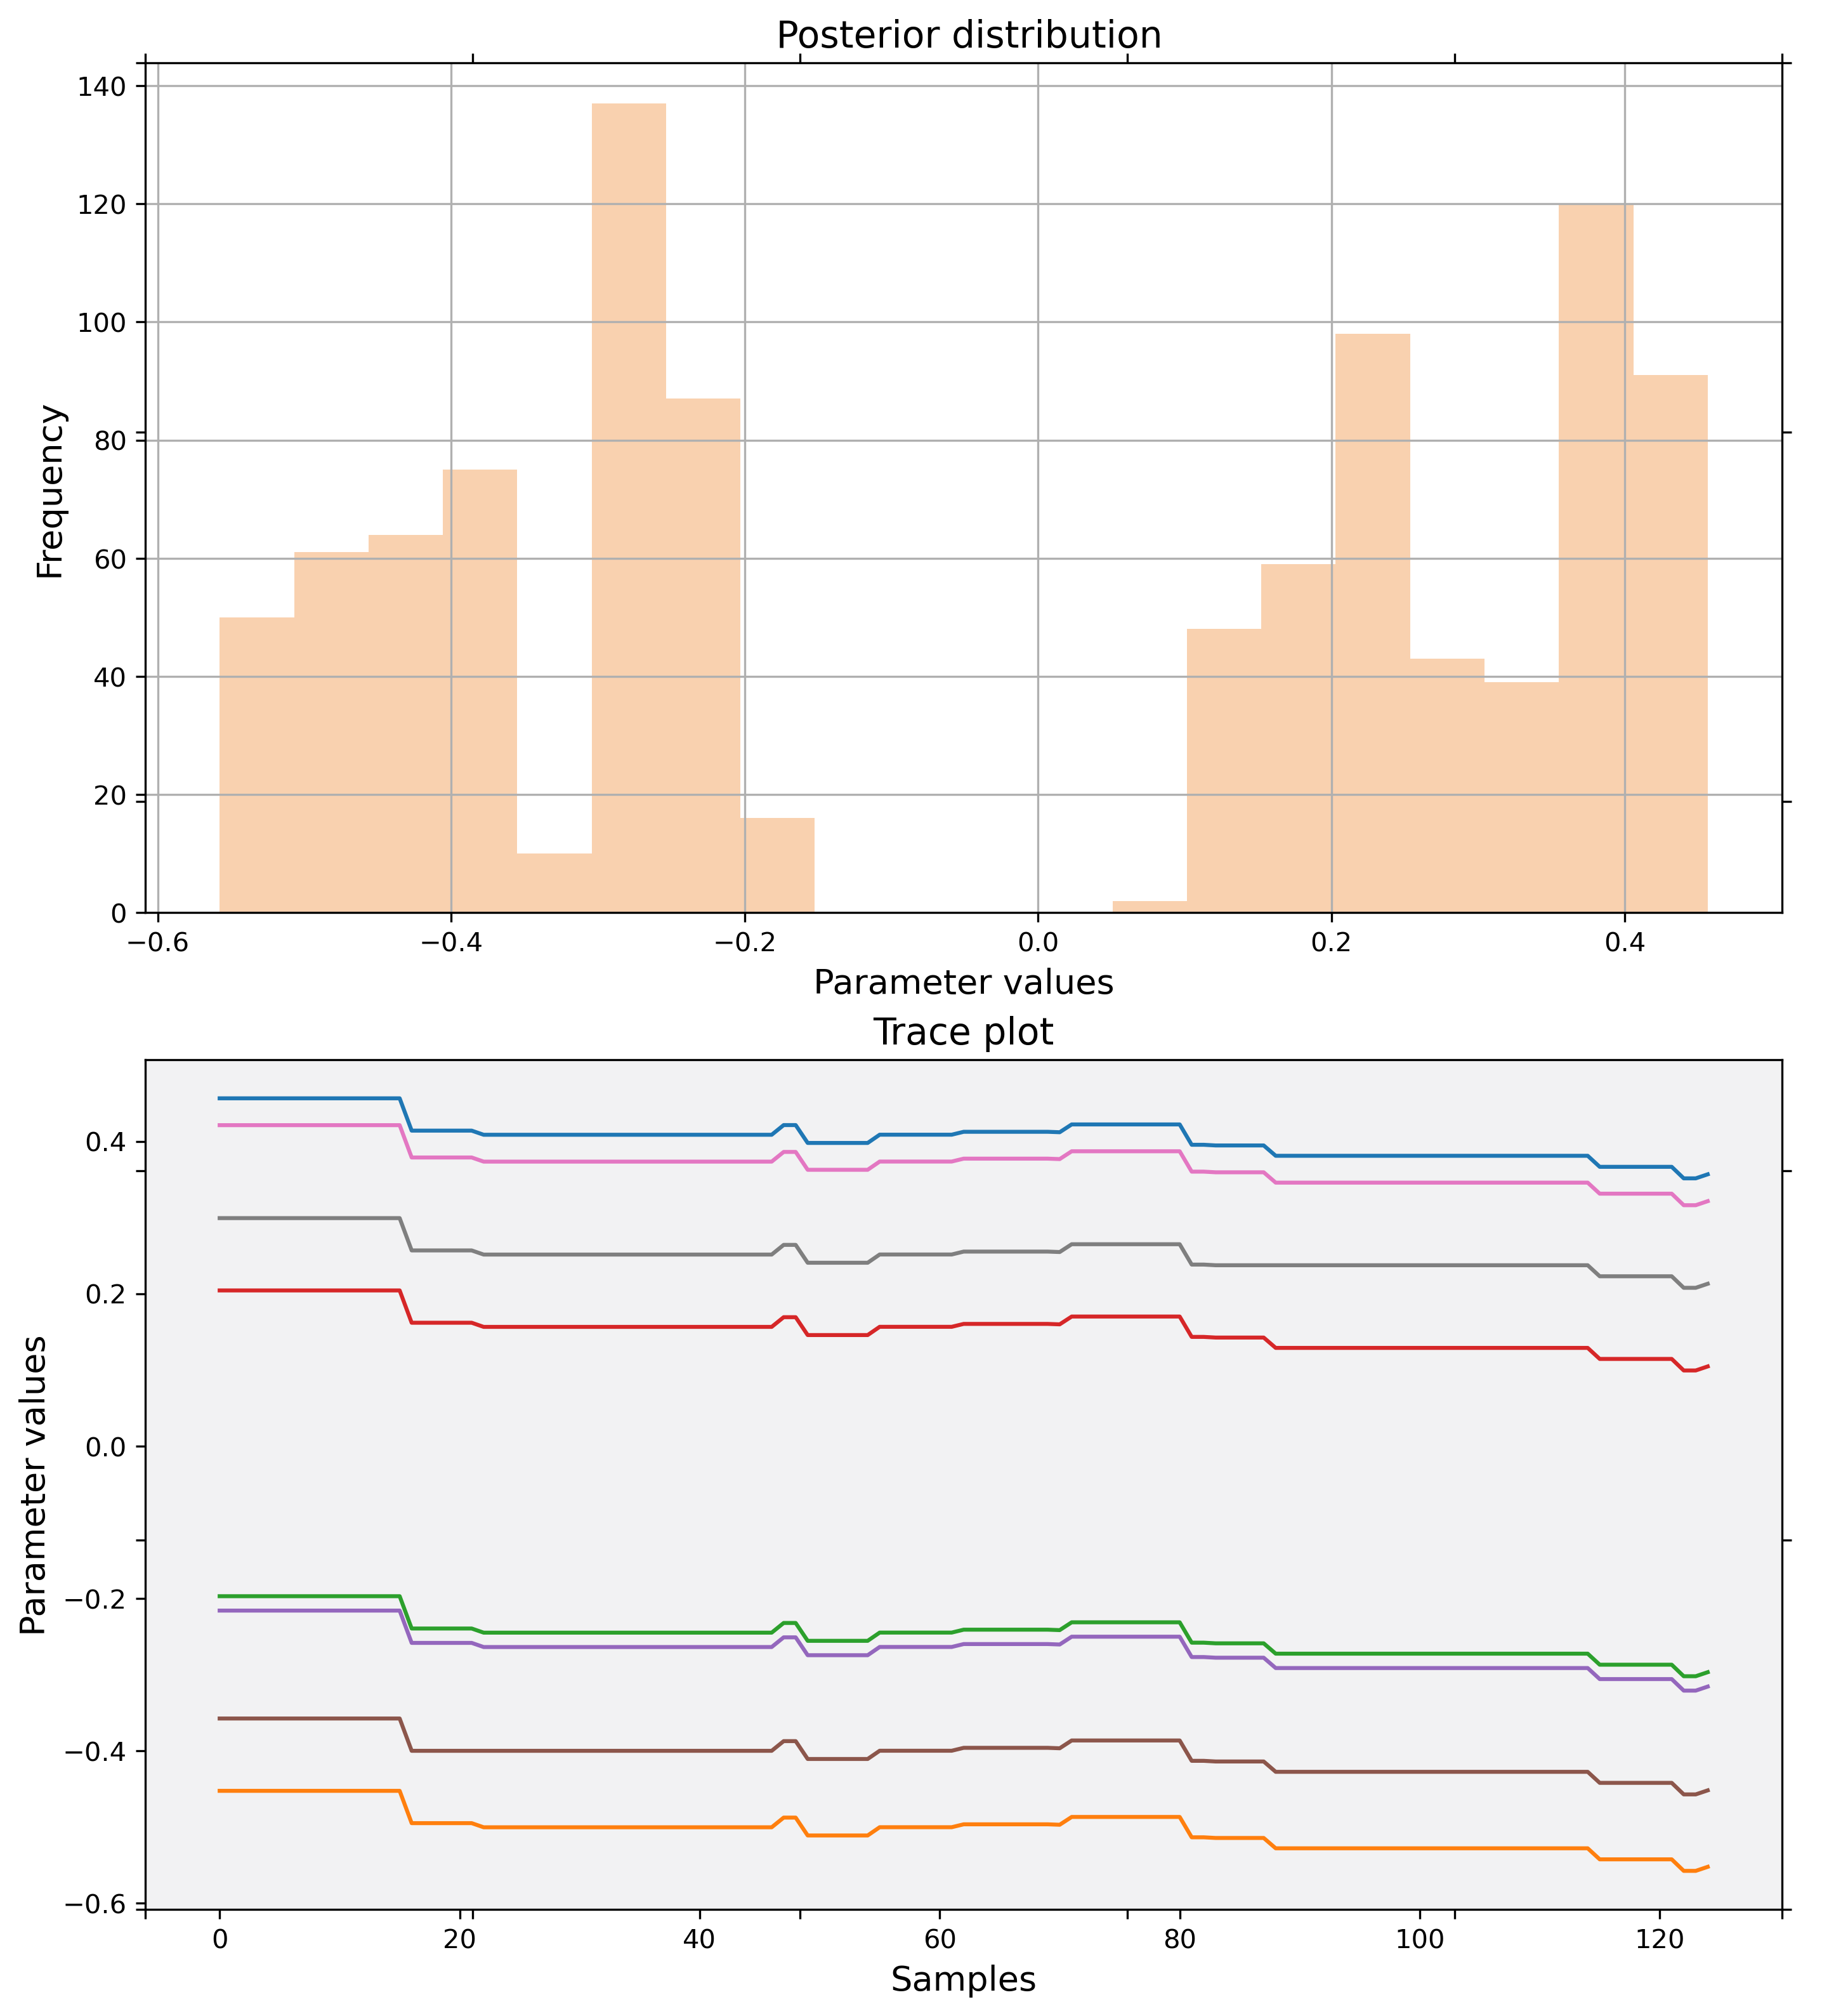 Posterior distribution
140
120
100
80
60
40
20
0
Frequency
−0.6 −0.4 −0.2 0.0 0.2 0.4
Parameter values
Trace plot
0.4
0.2
0.0
−0.2
−0.4
−0.6
Parameter values
0 20 40 60 80 100 120
Samples